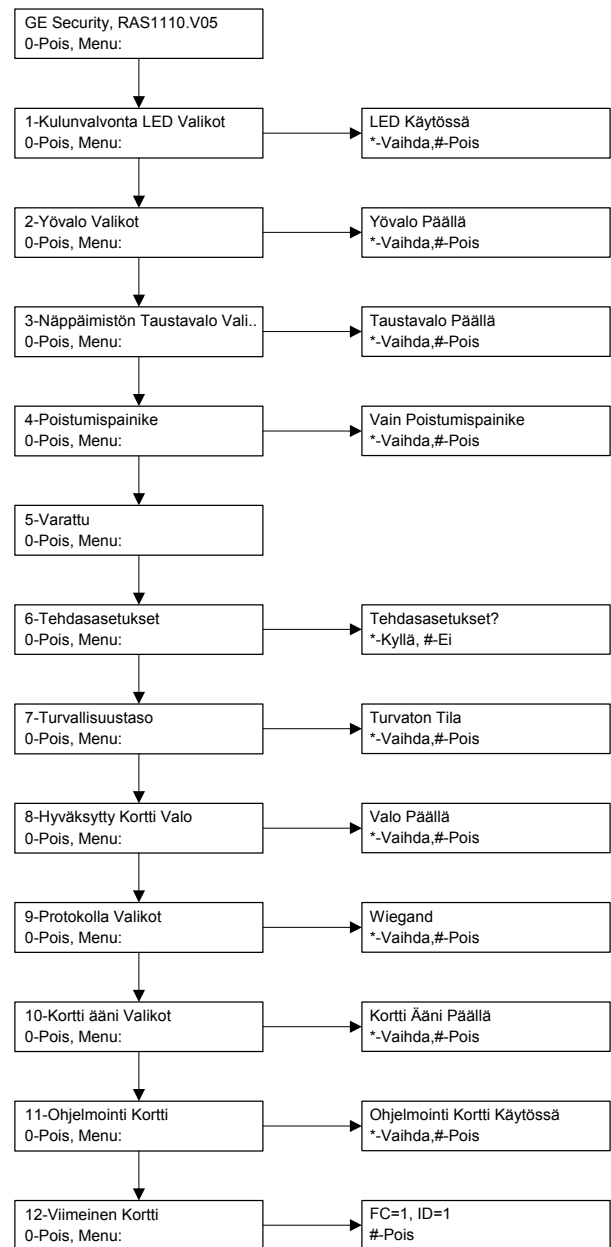 GE Security, RAS1110.V05
0-Pois, Menu:
1-Kulunvalvonta LED Valikot
0-Pois, Menu:
LED Käytössä
*-Vaihda,#-Pois
2-Yövalo Valikot
0-Pois, Menu:
Yövalo Päällä
*-Vaihda,#-Pois
3-Näppäimistön Taustavalo Vali..
0-Pois, Menu:
Taustavalo Päällä
*-Vaihda,#-Pois
4-Poistumispainike
0-Pois, Menu:
Vain Poistumispainike
*-Vaihda,#-Pois
5-Varattu
0-Pois, Menu:
6-Tehdasasetukset
0-Pois, Menu:
Tehdasasetukset?
*-Kyllä, #-Ei
7-Turvallisuustaso
0-Pois, Menu:
Turvaton Tila
*-Vaihda,#-Pois
8-Hyväksytty Kortti Valo
0-Pois, Menu:
Valo Päällä
*-Vaihda,#-Pois
9-Protokolla Valikot
0-Pois, Menu:
Wiegand
*-Vaihda,#-Pois
10-Kortti ääni Valikot
0-Pois, Menu:
Kortti Ääni Päällä
*-Vaihda,#-Pois
11-Ohjelmointi Kortti
0-Pois, Menu:
Ohjelmointi Kortti Käytössä
*-Vaihda,#-Pois
12-Viimeinen Kortti
0-Pois, Menu:
FC=1, ID=1
#-Pois